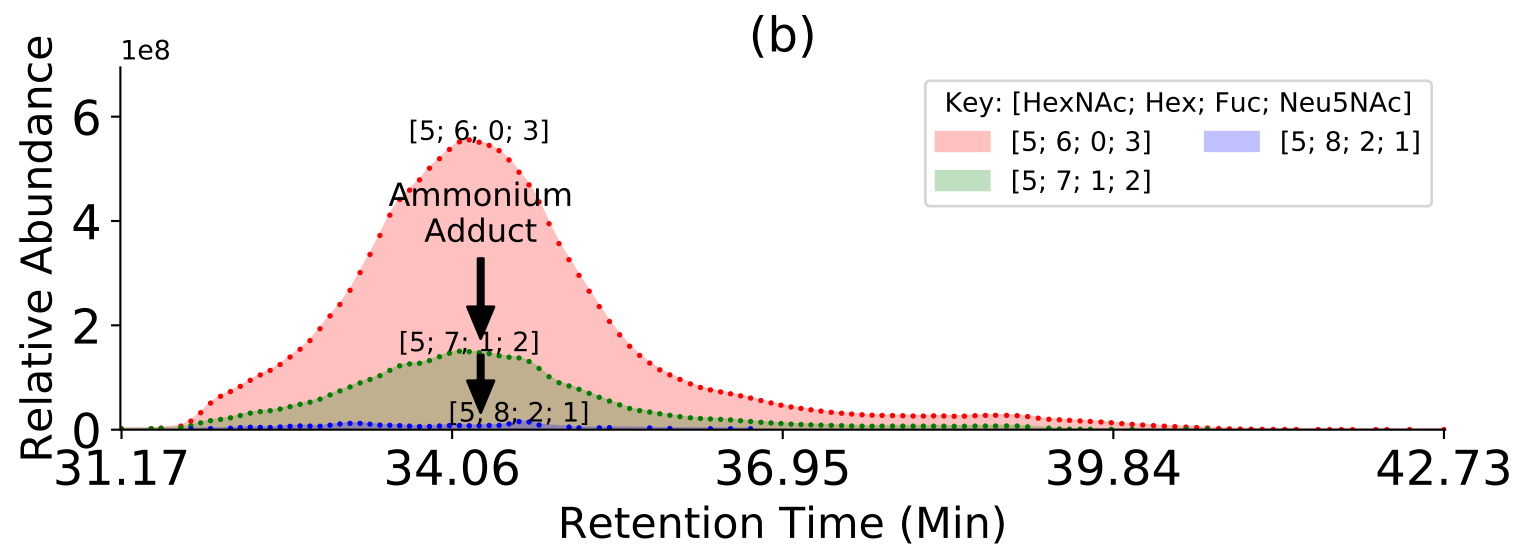 (b)
1e8
Relative Abundance
6
4
2
0
Key: [HexNAc; Hex; Fuc; Neu5NAc]
[5; 6; 0; 3]
[5; 8; 2; 1]
[5; 7; 1; 2]
[5; 6; 0; 3]
Ammonium
Adduct
[5; 7; 1; 2]
[5; 8; 2; 1]
31.17 34.06 36.95 39.84 42.73
Retention Time (Min)